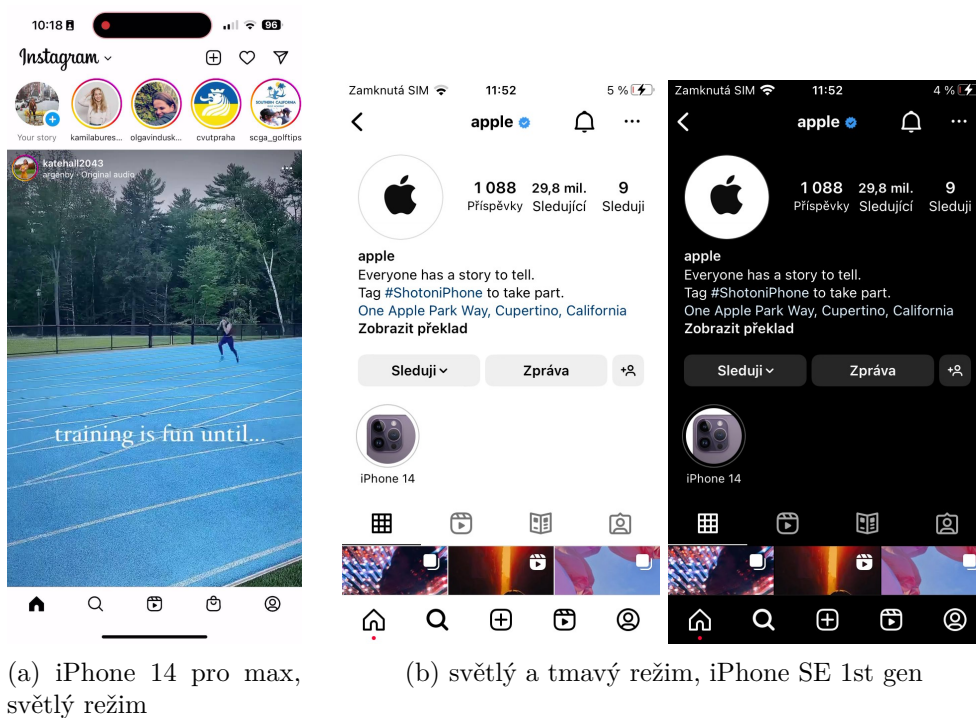 10:18
96
Instagram
Your story
kamilabures...
olgavindusk...
cvutpraha
SOUTHERN CALIFORNIA
scga_golftips
katehall2043
argenby · Original audio
training is fun until...
(a) iPhone 14 pro max,
světlý režim
Zamknutá SIM 11:52 5 %
apple
1 088 29,8 mil. 9
Příspěvky Sledující Sleduji
apple
Everyone has a story to tell.
Tag #ShotoniPhone to take part.
One Apple Park Way, Cupertino, California
Zobrazit překlad
Sleduji Zpráva
iPhone 14
Zamknutá SIM 11:52 4 %
apple
1 088 29,8 mil. 9
Příspěvky Sledující Sleduji
apple
Everyone has a story to tell.
Tag #ShotoniPhone to take part.
One Apple Park Way, Cupertino, California
Zobrazit překlad
Sleduji Zpráva
iPhone 14
(b) světlý a tmavý režim, iPhone SE 1st gen